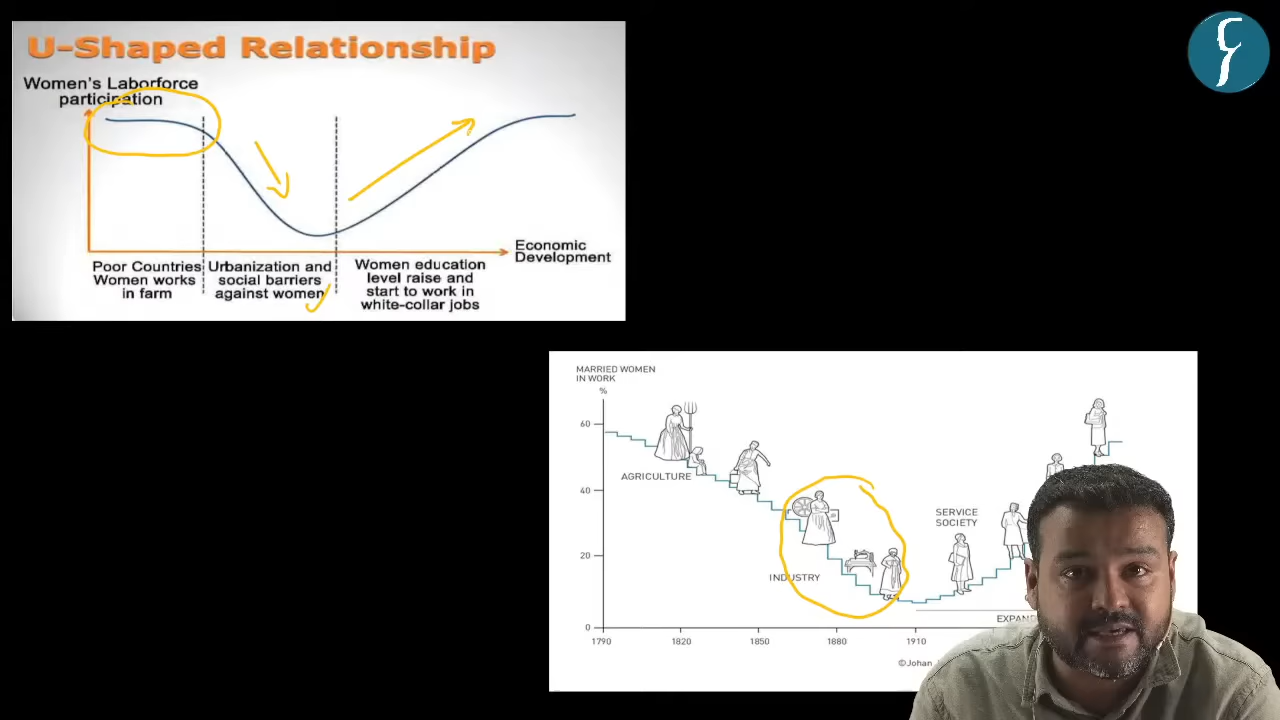 U-Shaped Relationship
Women's Laborforce
participation
Economic
Development
Poor Countries
Women works
in farm
Urbanization and
social barriers
against women
Women education
level raise and
start to work in
white-collar jobs
MARRIED WOMEN
IN WORK
%
60
40
20
0
AGRICULTURE
INDUSTRY
SERVICE
SOCIETY
1790
1820
1850
1880
1910
©Johan